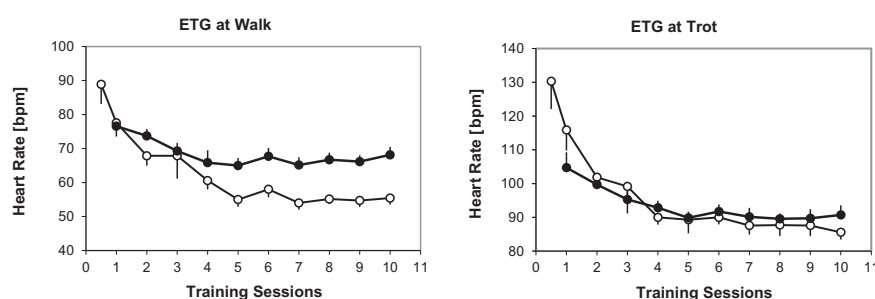 ETG at Walk
Heart Rate [bpm]
100
90
80
70
60
50
40
0 1 2 3 4 5 6 7 8 9 10 11
Training Sessions
ETG at Trot
Heart Rate [bpm]
140
130
120
110
100
90
80
0 1 2 3 4 5 6 7 8 9 10 11
Training Sessions